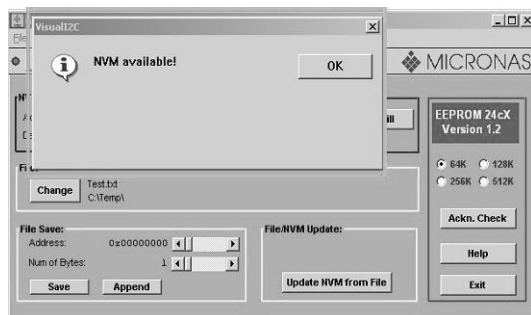 VisualI2C
NVM available!
OK
MICRONAS
EEPROM 24cX
Version 1.2
64K 128K
256K 512K
Ackn. Check
Help
Exit
Change
Test.txt
C:\Temp\
File Save:
Address: 0x00000000
Num of Bytes: 1
Save Append
File/NVM Update:
Update NVM from File